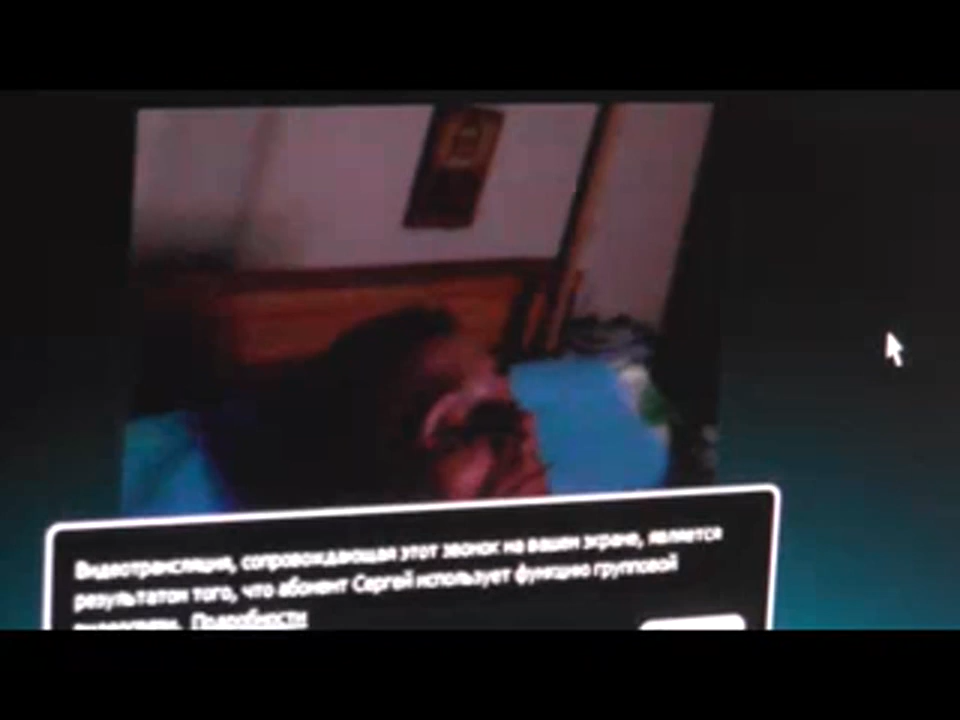 Видеотрансляция, сопровождающая этот звонок на вашем экране, является
результатом того, что абонент Сергей использует функцию групповой
Подробности